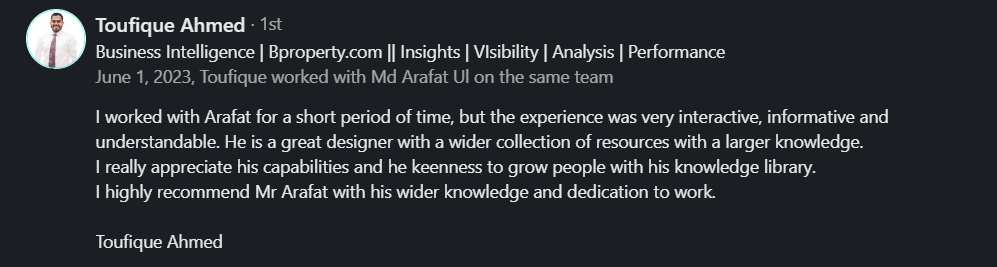 Toufique Ahmed · 1st
Business Intelligence | Bproperty.com || Insights | VIsibility | Analysis | Performance
June 1, 2023, Toufique worked with Md Arafat Ul on the same team
I worked with Arafat for a short period of time, but the experience was very interactive, informative and
understandable. He is a great designer with a wider collection of resources with a larger knowledge.
I really appreciate his capabilities and he keenness to grow people with his knowledge library.
I highly recommend Mr Arafat with his wider knowledge and dedication to work.
Toufique Ahmed